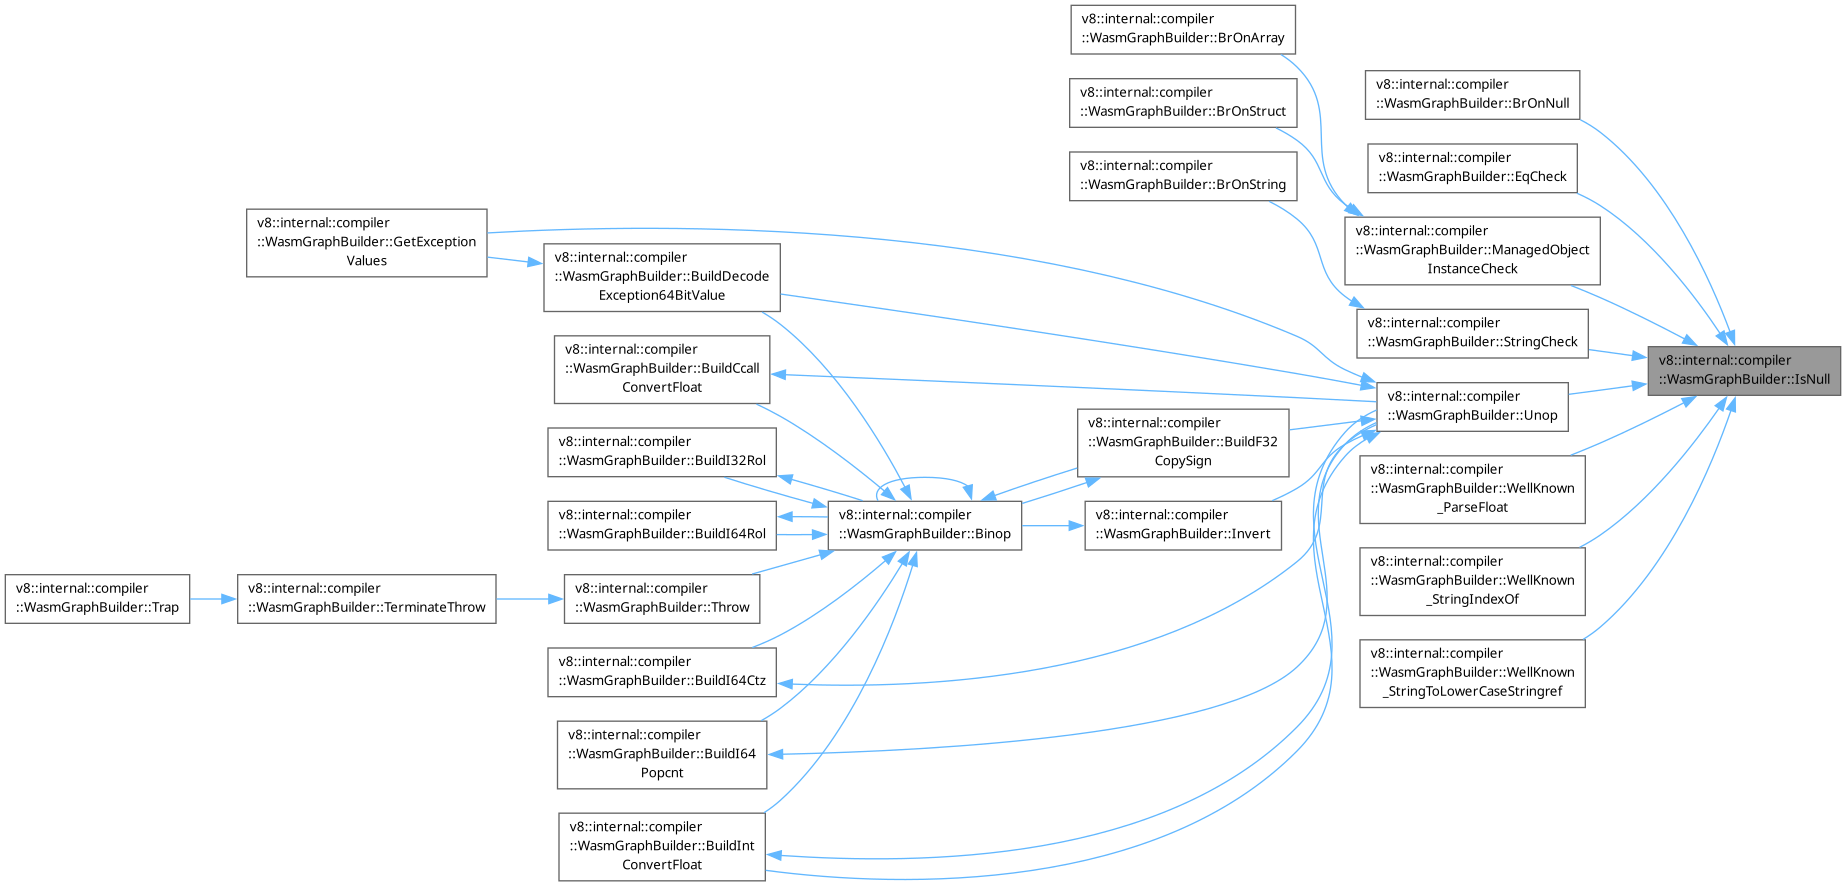 v8::internal::compiler
::WasmGraphBuilder::BrOnArray
v8::internal::compiler
::WasmGraphBuilder::BrOnNull
v8::internal::compiler
::WasmGraphBuilder::BrOnStruct
v8::internal::compiler
::WasmGraphBuilder::EqCheck
v8::internal::compiler
::WasmGraphBuilder::BrOnString
v8::internal::compiler
::WasmGraphBuilder::GetException
Values
v8::internal::compiler
::WasmGraphBuilder::ManagedObject
InstanceCheck
v8::internal::compiler
::WasmGraphBuilder::BuildDecode
Exception64BitValue
v8::internal::compiler
::WasmGraphBuilder::StringCheck
v8::internal::compiler
::WasmGraphBuilder::BuildCcall
ConvertFloat
v8::internal::compiler
::WasmGraphBuilder::IsNull
v8::internal::compiler
::WasmGraphBuilder::Unop
v8::internal::compiler
::WasmGraphBuilder::BuildF32
CopySign
v8::internal::compiler
::WasmGraphBuilder::BuildI32Rol
v8::internal::compiler
::WasmGraphBuilder::WellKnown
_ParseFloat
v8::internal::compiler
::WasmGraphBuilder::BuildI64Rol
v8::internal::compiler
::WasmGraphBuilder::Binop
v8::internal::compiler
::WasmGraphBuilder::Invert
v8::internal::compiler
::WasmGraphBuilder::WellKnown
_StringIndexOf
v8::internal::compiler
::WasmGraphBuilder::Trap
v8::internal::compiler
::WasmGraphBuilder::TerminateThrow
v8::internal::compiler
::WasmGraphBuilder::Throw
v8::internal::compiler
::WasmGraphBuilder::WellKnown
_StringToLowerCaseStringref
v8::internal::compiler
::WasmGraphBuilder::BuildI64Ctz
v8::internal::compiler
::WasmGraphBuilder::BuildI64
Popcnt
v8::internal::compiler
::WasmGraphBuilder::BuildInt
ConvertFloat